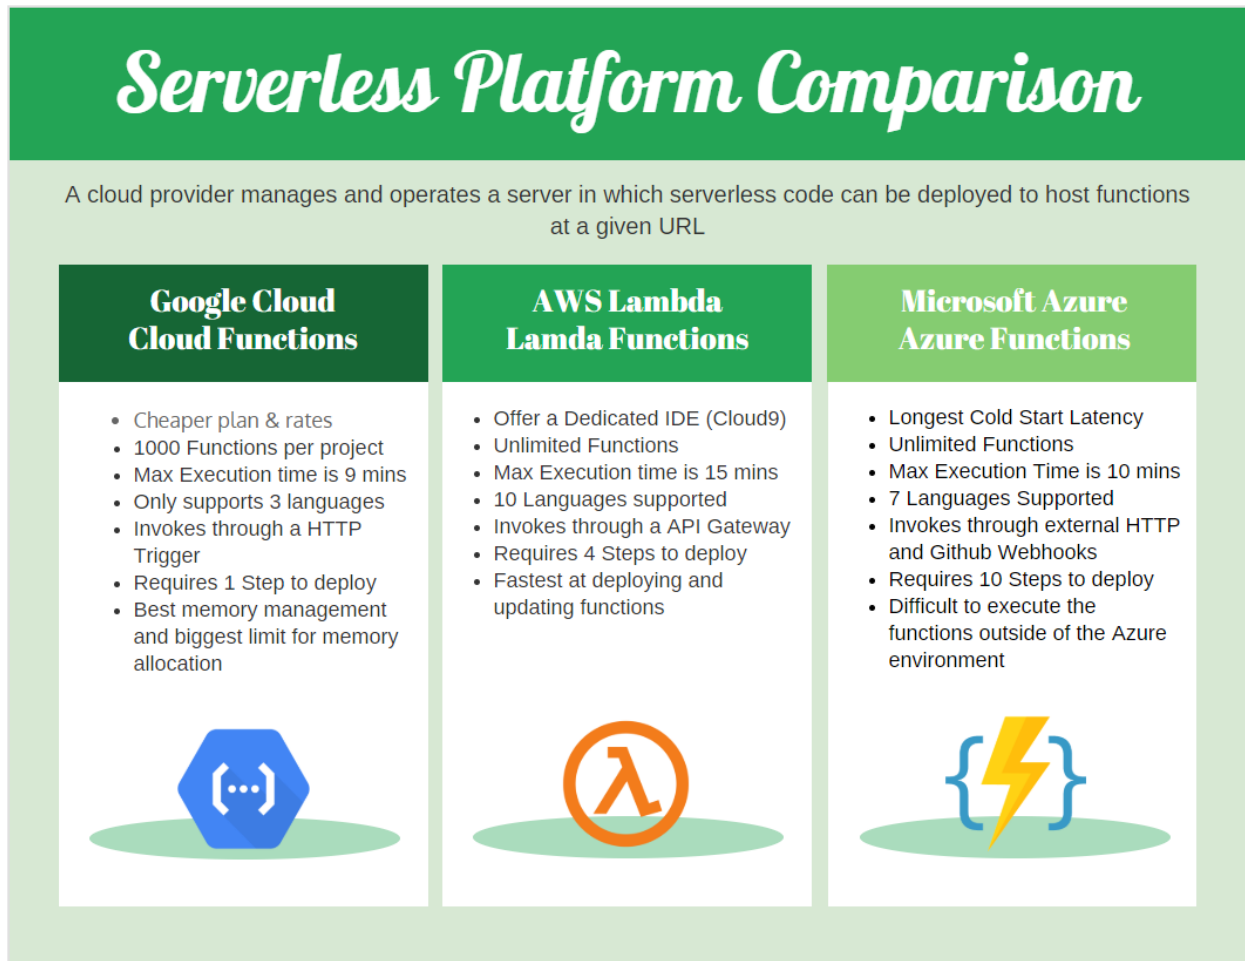 Serverless Platform Comparison
A cloud provider manages and operates a server in which serverless code can be deployed to host functions
at a given URL
Google Cloud
Cloud Functions
• Cheaper plan & rates
• 1000 Functions per project
• Max Execution time is 9 mins
• Only supports 3 languages
• Invokes through a HTTP
Trigger
• Requires 1 Step to deploy
• Best memory management
and biggest limit for memory
allocation
AWS Lambda
Lamda Functions
• Offer a Dedicated IDE (Cloud9)
• Unlimited Functions
• Max Execution time is 15 mins
• 10 Languages supported
• Invokes through a API Gateway
• Requires 4 Steps to deploy
• Fastest at deploying and
updating functions
Microsoft Azure
Azure Functions
• Longest Cold Start Latency
• Unlimited Functions
• Max Execution Time is 10 mins
• 7 Languages Supported
• Invokes through external HTTP
and Github Webhooks
• Requires 10 Steps to deploy
• Difficult to execute the
functions outside of the Azure
environment